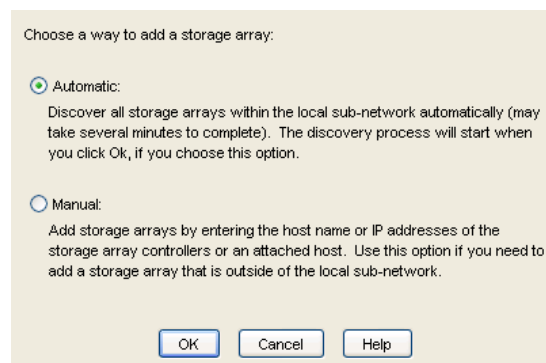 Choose a way to add a storage array:
Automatic:
Discover all storage arrays within the local sub-network automatically (may
take several minutes to complete). The discovery process will start when
you click Ok, if you choose this option.
Manual:
Add storage arrays by entering the host name or IP addresses of the
storage array controllers or an attached host. Use this option if you need to
add a storage array that is outside of the local sub-network.
OK Cancel Help